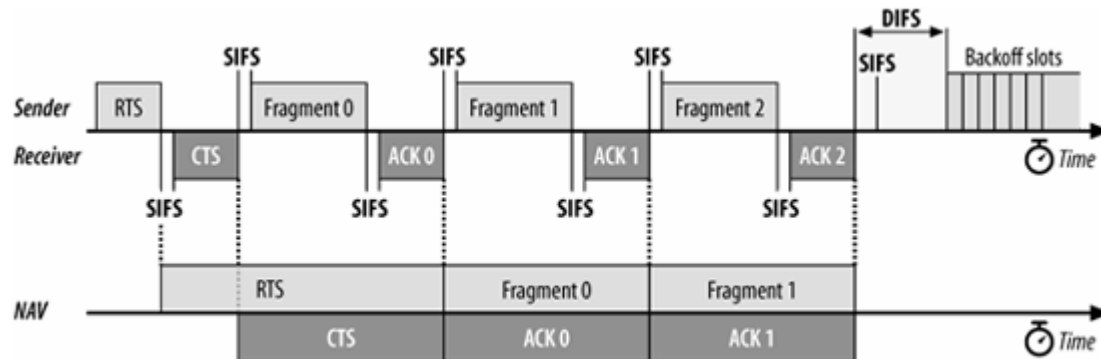 DIFS
SIFS SIFS SIFS SIFS Backoff slots
Sender RTS Fragment 0 Fragment 1 Fragment 2
Receiver CTS ACK 0 ACK 1 ACK 2 Time
SIFS SIFS SIFS SIFS
RTS Fragment 0 Fragment 1
NAV
CTS ACK 0 ACK 1 Time